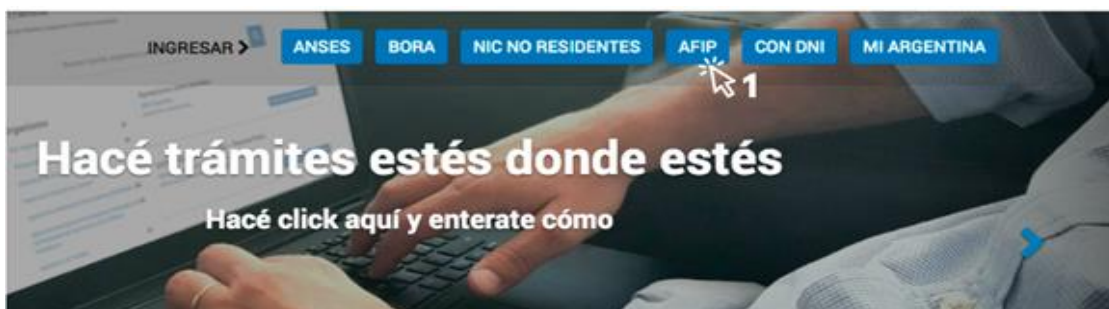 INGRESAR > ANSES BORA NIC NO RESIDENTES AFIP CON DNI MI ARGENTINA
1
Hacé trámites estés donde estés
Hacé click aquí y enterate cómo